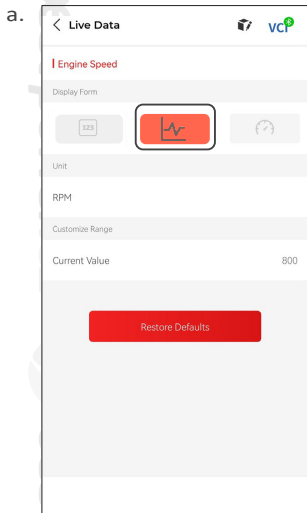 a.
Live Data
VCI
Engine Speed
Display Form
123
Unit
RPM
Customize Range
Current Value 800
Restore Defaults